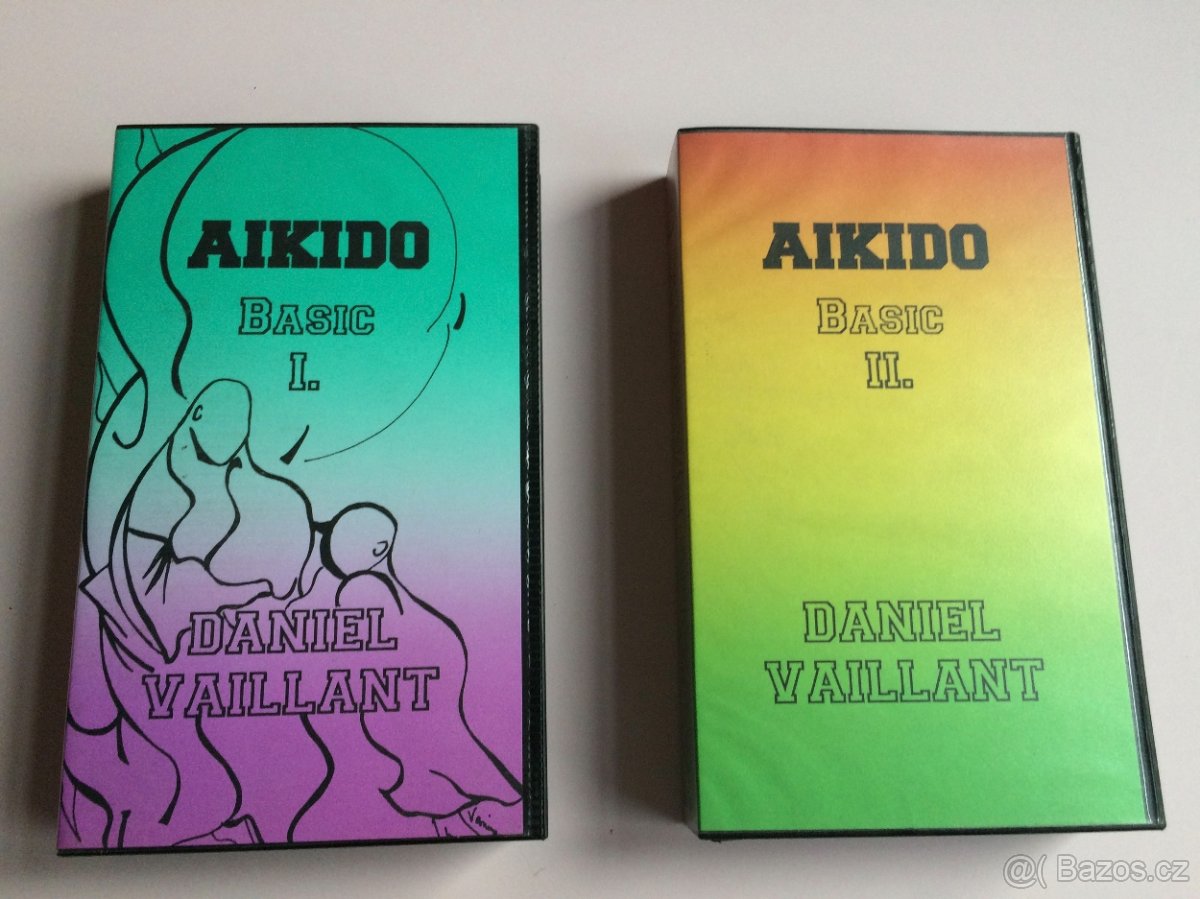 AIKIDO
BASIC
I.
DANIEL
VAILLANT
AIKIDO
BASIC
II.
DANIEL
VAILLANT
@( Bazos.cz